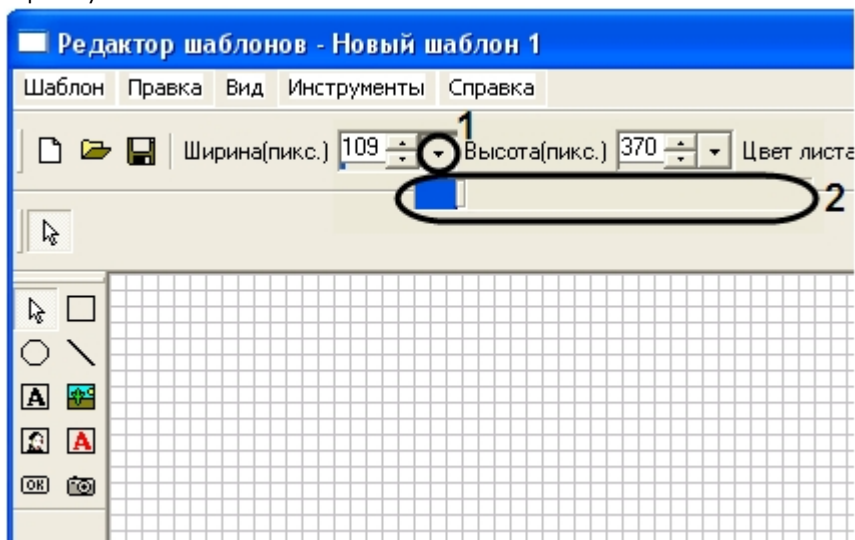 Редактор шаблонов - Новый шаблон 1
Шаблон Правка Вид Инструменты Справка
1
Ширина(пикс.) 109 Высота(пикс.) 370 Цвет листа
2
A
A
OK